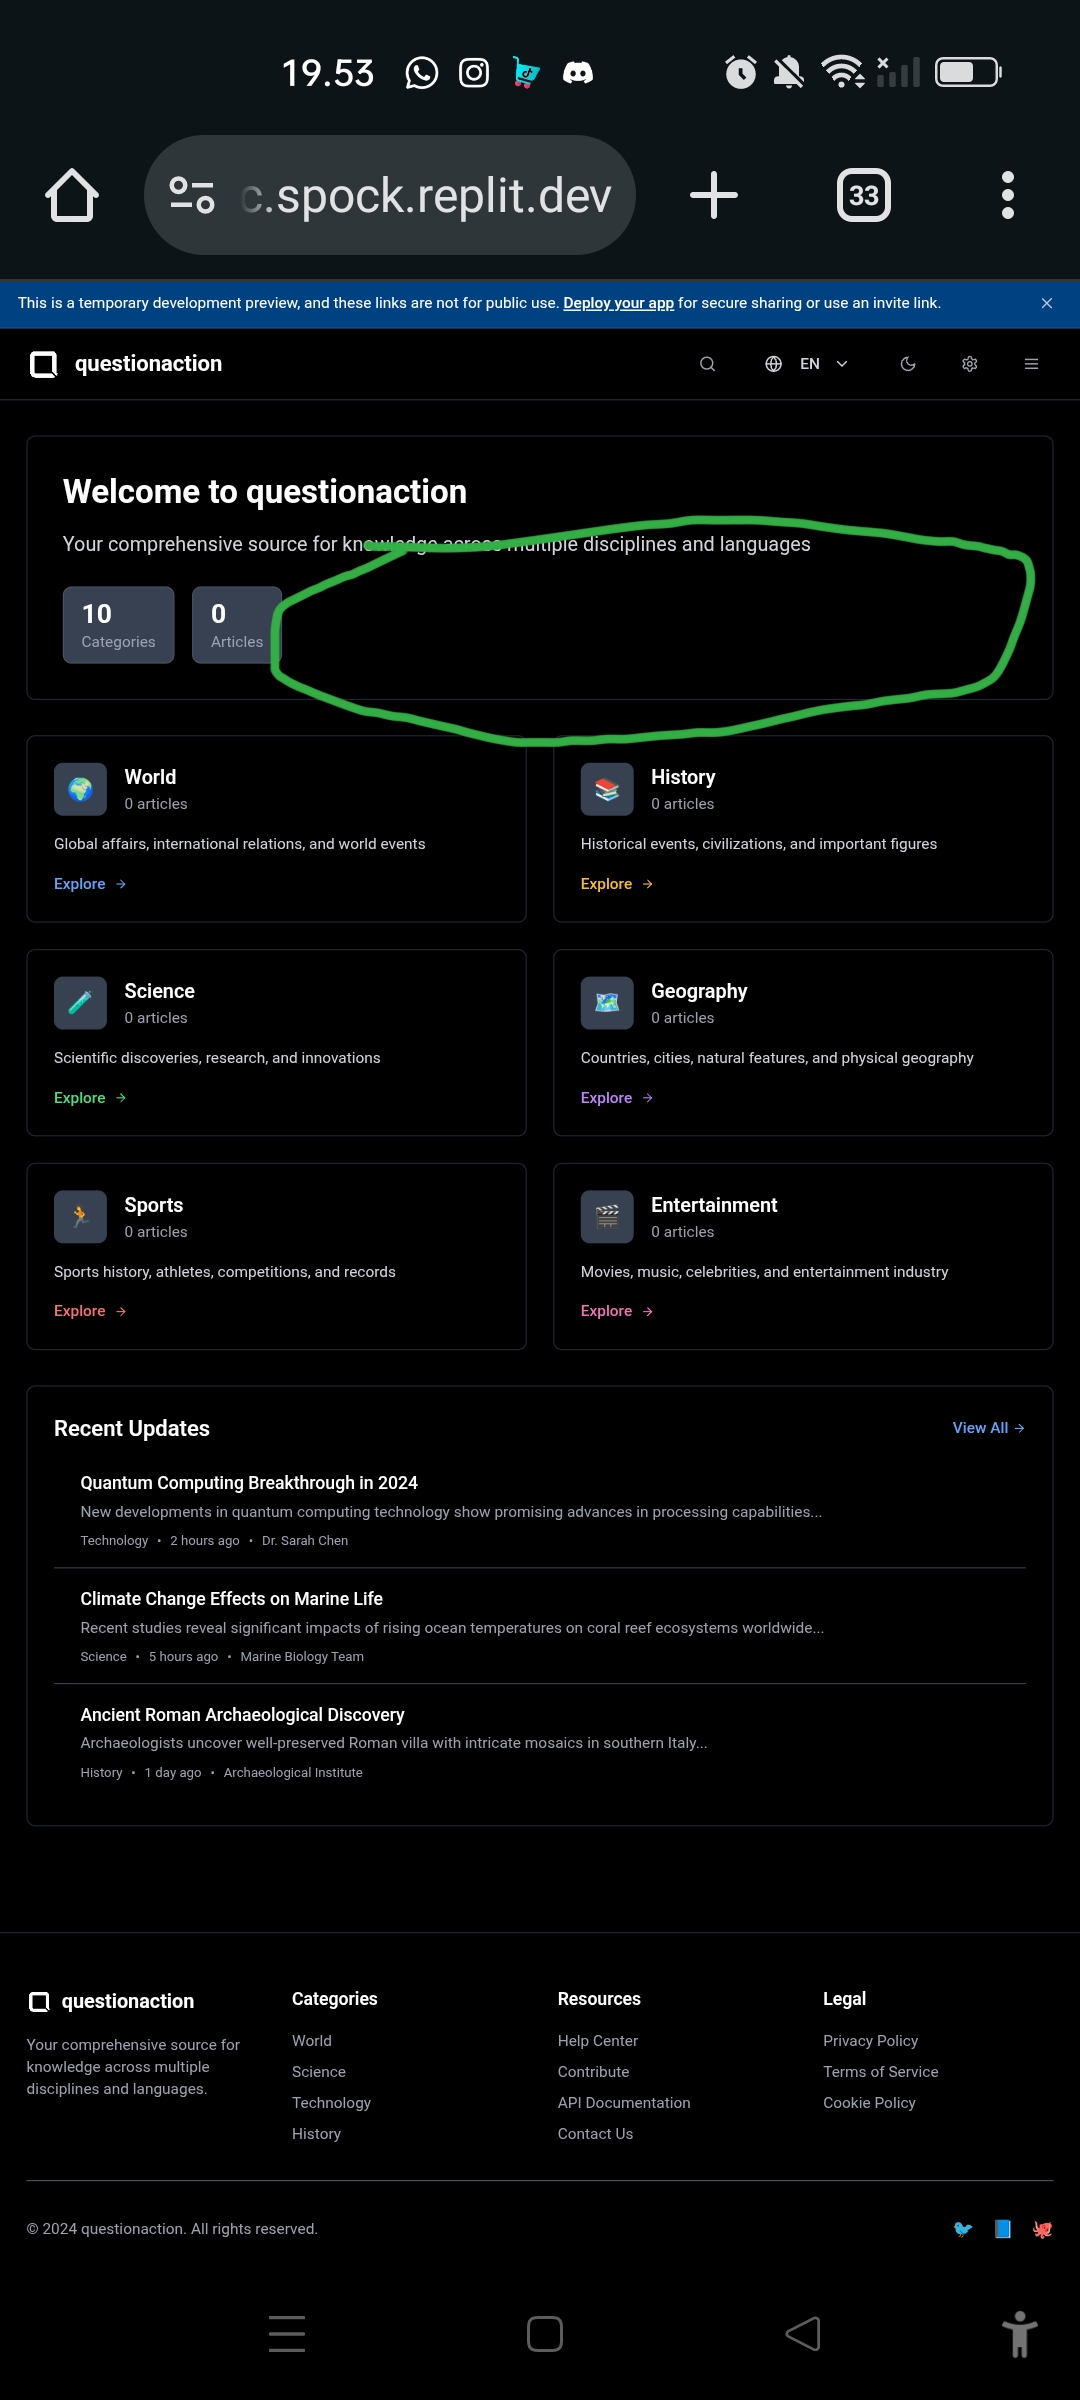 19.53
c.spock.replit.dev
33
This is a temporary development preview, and these links are not for public use. Deploy your app for secure sharing or use an invite link.
questionaction
EN
Welcome to questionaction
Your comprehensive source for knowledge across multiple disciplines and languages
10
Categories
0
Articles
World
0 articles
Global affairs, international relations, and world events
Explore →
History
0 articles
Historical events, civilizations, and important figures
Explore →
Science
0 articles
Scientific discoveries, research, and innovations
Explore →
Geography
0 articles
Countries, cities, natural features, and physical geography
Explore →
Sports
0 articles
Sports history, athletes, competitions, and records
Explore →
Entertainment
0 articles
Movies, music, celebrities, and entertainment industry
Explore →
Recent Updates
View All →
Quantum Computing Breakthrough in 2024
New developments in quantum computing technology show promising advances in processing capabilities...
Technology • 2 hours ago • Dr. Sarah Chen
Climate Change Effects on Marine Life
Recent studies reveal significant impacts of rising ocean temperatures on coral reef ecosystems worldwide...
Science • 5 hours ago • Marine Biology Team
Ancient Roman Archaeological Discovery
Archaeologists uncover well-preserved Roman villa with intricate mosaics in southern Italy...
History • 1 day ago • Archaeological Institute
questionaction
Your comprehensive source for
knowledge across multiple
disciplines and languages.
Categories
World
Science
Technology
History
Resources
Help Center
Contribute
API Documentation
Contact Us
Legal
Privacy Policy
Terms of Service
Cookie Policy
© 2024 questionaction. All rights reserved.